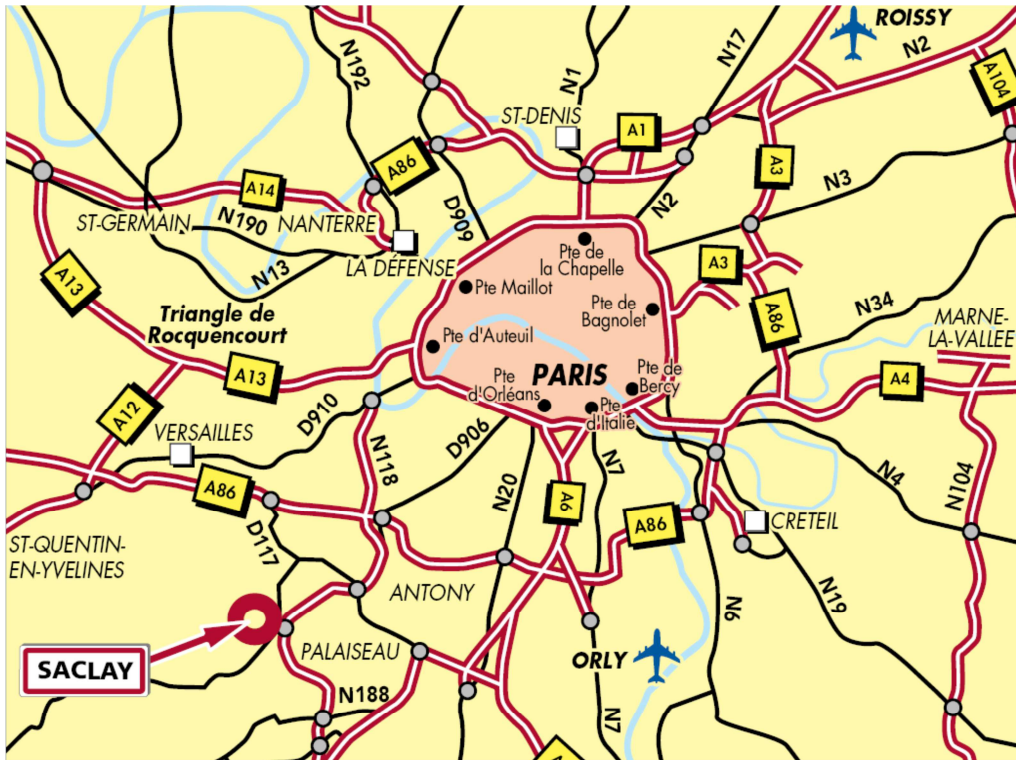 ROISSY
N192
N17
N2
N1
A104
ST-DENIS
A1
A86
A3
N3
A14
ST-GERMAIN
N190
NANTERRE
D909
N2
LA DÉFENSE
Pte de
la Chapelle
A3
N13
A13
Pte Maillot
Pte de
Bagnolet
A86
N34
Triangle de
Rocquencourt
MARNE-
LA-VALLEE
Pte d'Auteuil
A13
Pte
d'Orléans
PARIS
Pte de
Bercy
A4
A12
D910
Pte
d'Italie
VERSAILLES
D906
N118
N7
N4
N104
A86
N20
A6
A86
CRETEIL
ST-QUENTIN-
EN-YVELINES
D117
ANTONY
N6
N19
SACLAY
PALAISEAU
ORLY
N188
N7